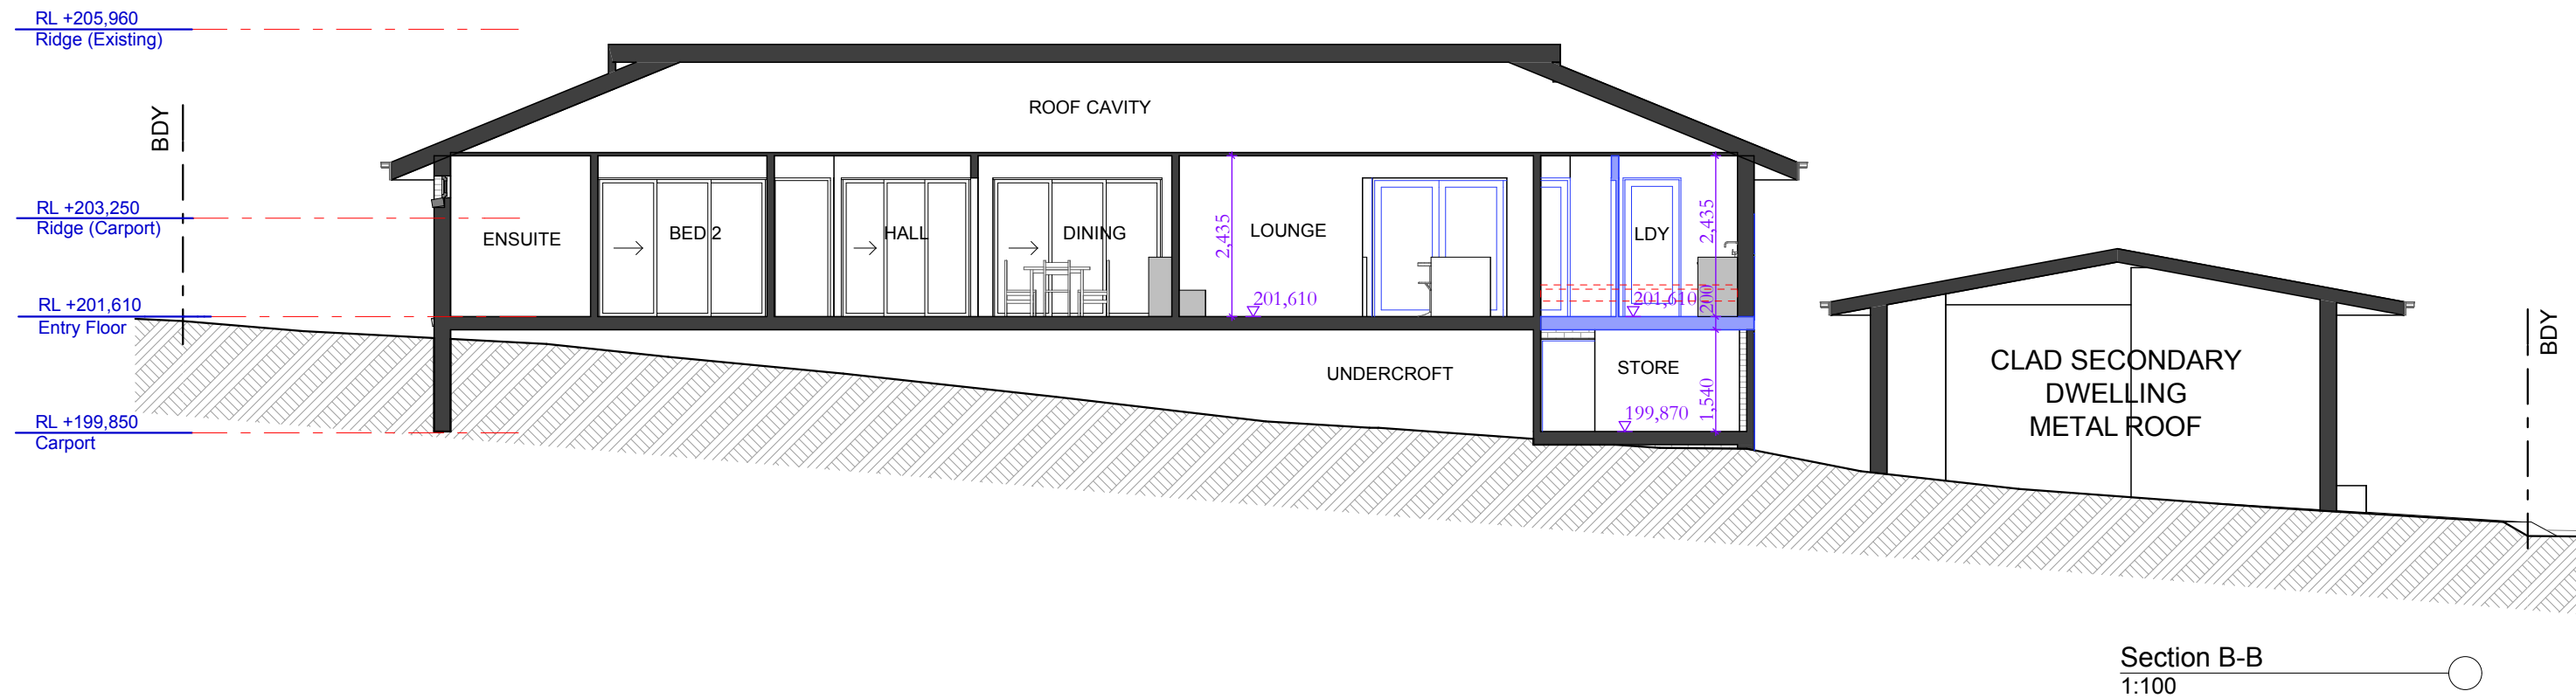 RL +205,960
Ridge (Existing)
BDY
ROOF CAVITY
RL +203,250
Ridge (Carport)
ENSUITE
BED 2
HALL
DINING
LOUNGE
2,435
LDY
2,435
RL +201,610
Entry Floor
201,610
201,610
200
BDY
UNDERCROFT
STORE
CLAD SECONDARY
DWELLING
METAL ROOF
RL +199,850
Carport
199,870
1,540
Section B-B
1:100